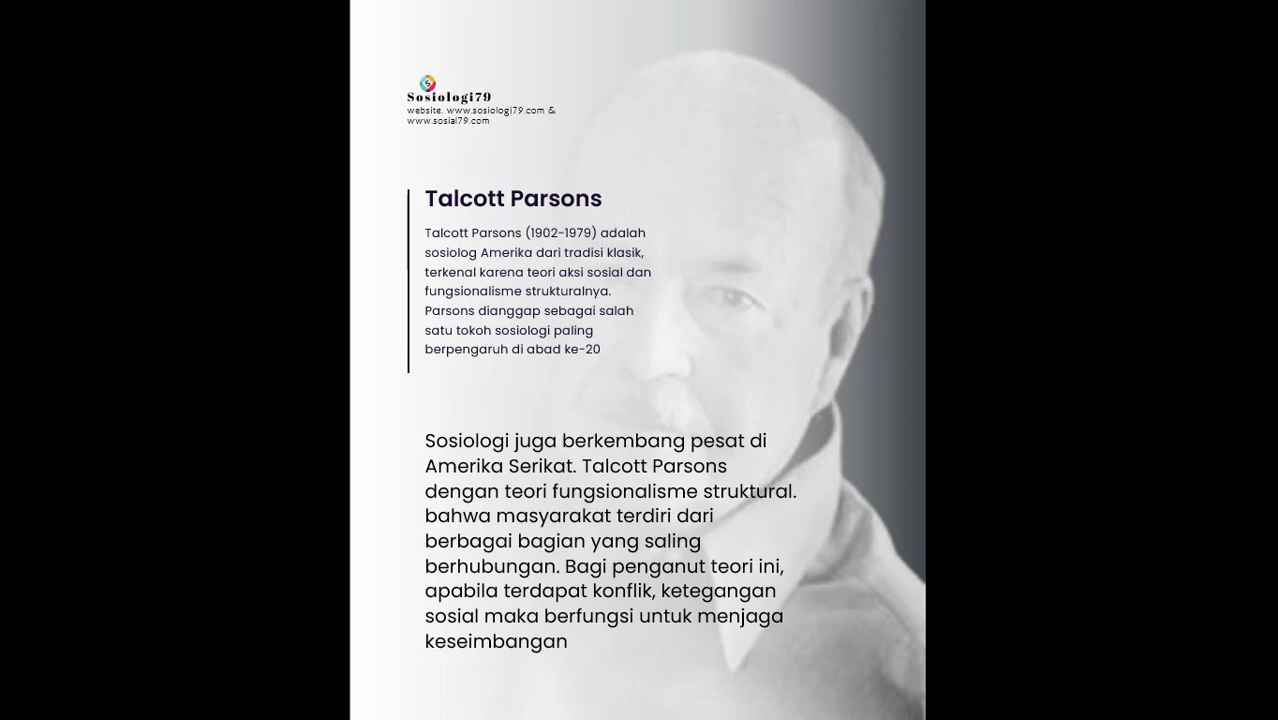 Sosiologi79
website. www.sosiologi79.com &
www.sosial79.com
Talcott Parsons
Talcott Parsons (1902-1979) adalah
sosiolog Amerika dari tradisi klasik,
terkenal karena teori aksi sosial dan
fungsionalisme strukturalnya.
Parsons dianggap sebagai salah
satu tokoh sosiologi paling
berpengaruh di abad ke-20
Sosiologi juga berkembang pesat di
Amerika Serikat. Talcott Parsons
dengan teori fungsionalisme struktural.
bahwa masyarakat terdiri dari
berbagai bagian yang saling
berhubungan. Bagi penganut teori ini,
apabila terdapat konflik, ketegangan
sosial maka berfungsi untuk menjaga
keseimbangan